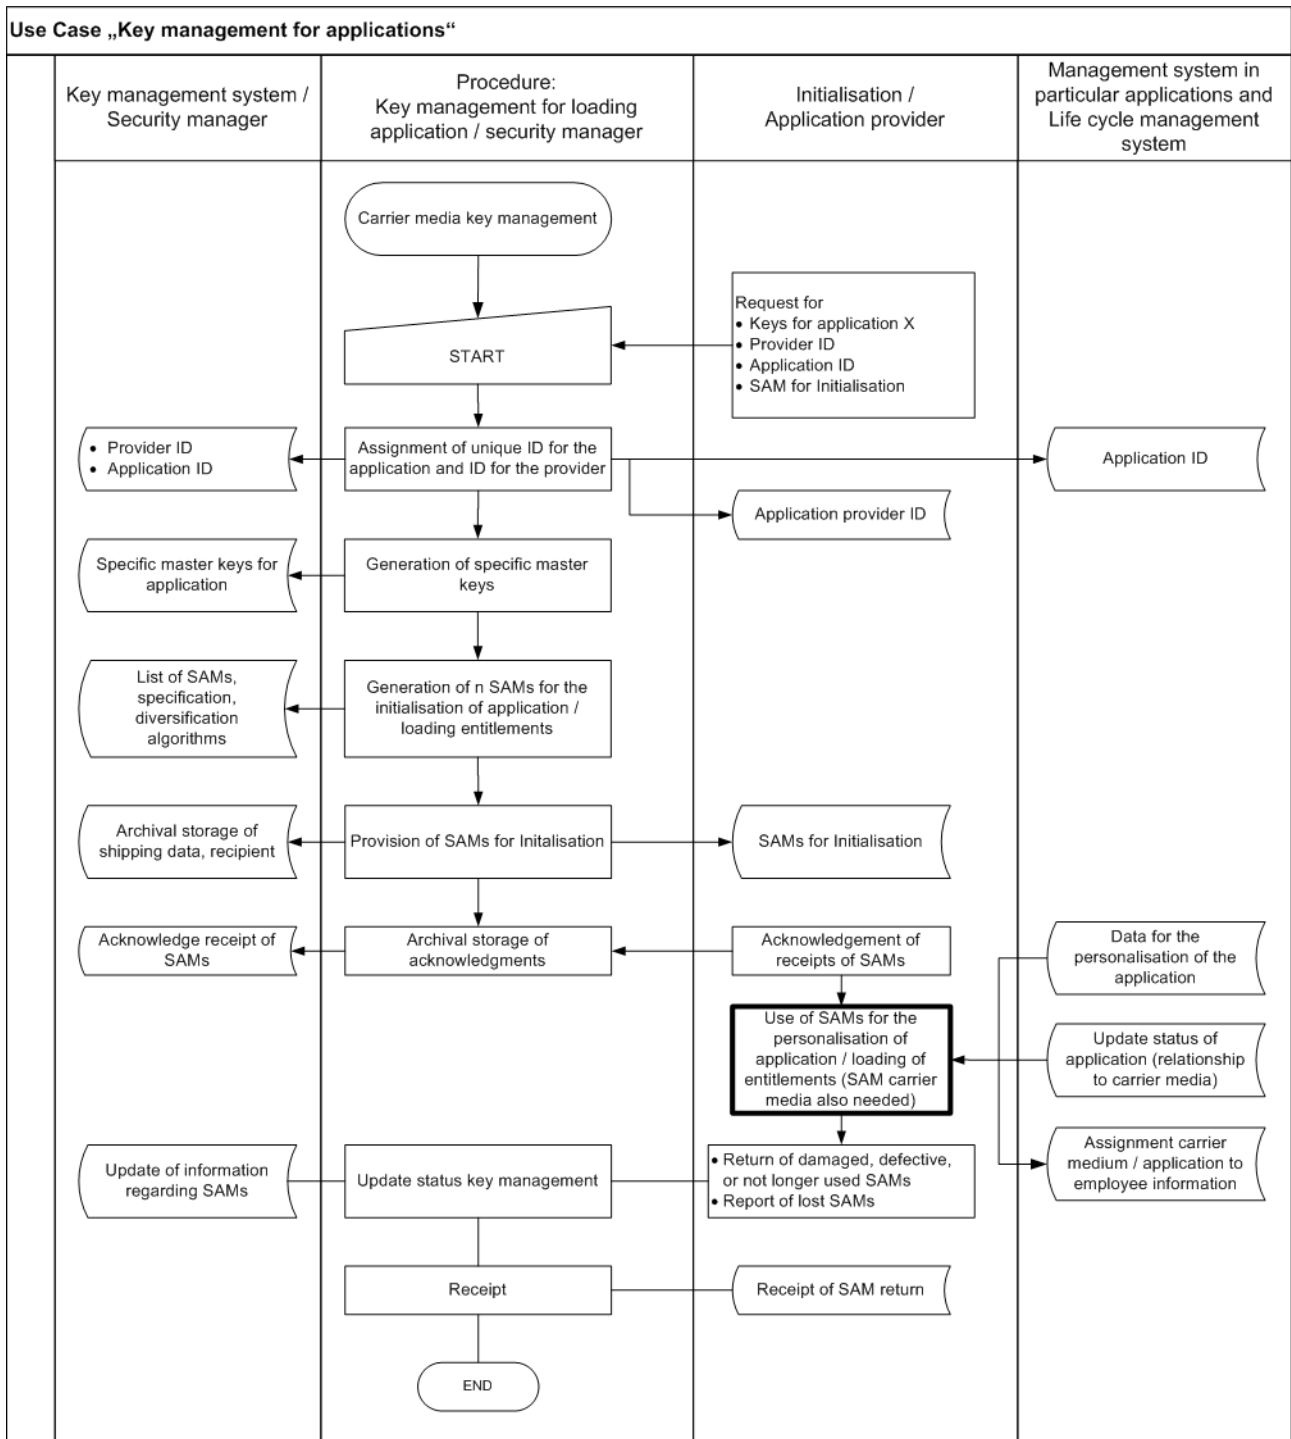 Use Case „Key management for applications“
Key management system /
Security manager
Procedure:
Key management for loading
application / security manager
Initialisation /
Application provider
Management system in
particular applications and
Life cycle management
system
Carrier media key management
Request for
• Keys for application X
• Provider ID
• Application ID
• SAM for Initialisation
START
• Provider ID
• Application ID
Assignment of unique ID for the
application and ID for the provider
Application ID
Application provider ID
Specific master keys for
application
Generation of specific master
keys
List of SAMs,
specification,
diversification
algorithms
Generation of n SAMs for the
initialisation of application /
loading entitlements
Archival storage of
shipping data, recipient
Provision of SAMs for Initalisation
SAMs for Initialisation
Acknowledge receipt of
SAMs
Archival storage of
acknowledgments
Acknowledgement of
receipts of SAMs
Data for the
personalisation of the
application
Use of SAMs for the
personalisation of
application / loading of
entitlements (SAM carrier
media also needed)
Update status of
application (relationship
to carrier media)
Update of information
regarding SAMs
Update status key management
• Return of damaged, defective,
or not longer used SAMs
• Report of lost SAMs
Assignment carrier
medium / application to
employee information
Receipt
Receipt of SAM return
END